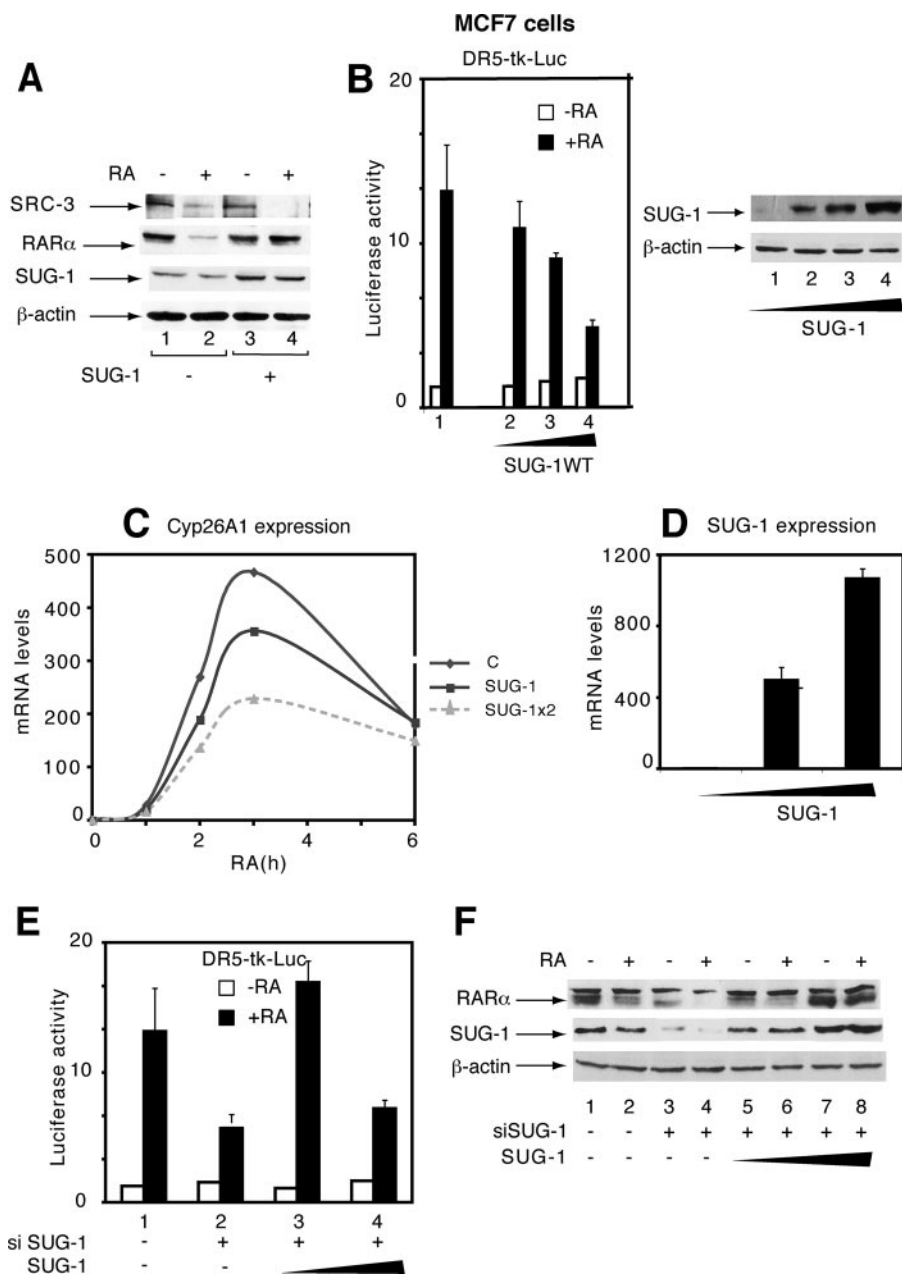 MCF7 cells
A
RA - + - +
SRC-3
RARα
SUG-1
β-actin
1 2 3 4
SUG-1 - +
B
DR5-tk-Luc
20
10
0
Luciferase activity
-RA
+RA
1 2 3 4
SUG-1WT
SUG-1
β-actin
1 2 3 4
SUG-1
C Cyp26A1 expression
mRNA levels
500
400
300
200
100
0
0 2 4 6
RA(h)
C
SUG-1
SUG-1x2
D SUG-1 expression
mRNA levels
1200
800
400
0
SUG-1
E
DR5-tk-Luc
-RA
+RA
Luciferase activity
20
10
0
1 2 3 4
si SUG-1 - + + +
SUG-1 - -
F
RA - + - + - + - +
RARα
SUG-1
β-actin
1 2 3 4 5 6 7 8
siSUG-1 - - + + + + + +
SUG-1 - - - -